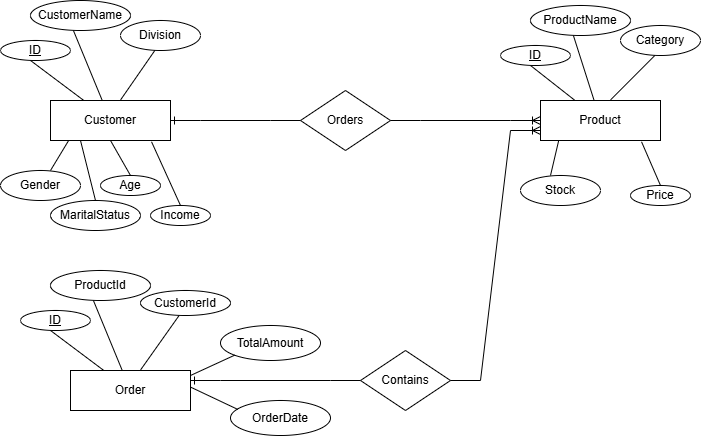 CustomerName
ProductName
Division
Category
ID
ID
Customer
Orders
Product
Gender
Age
Stock
Price
MaritalStatus
Income
ProductId
CustomerId
ID
TotalAmount
Order
Contains
OrderDate